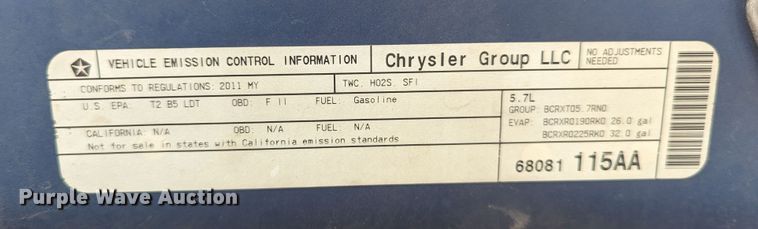 VEHICLE EMISSION CONTROL INFORMATION
Chrysler Group LLC
NO ADJUSTMENTS
NEEDED
CONFORMS TO REGULATIONS: 2011 MY
TWC, HO2S, SFI
U.S. EPA: T2 B5 LDT OBD: F II FUEL: Gasoline
CALIFORNIA: N/A OBD: N/A FUEL: N/A
Not for sale in states with California emission standards
5.7L
GROUP: BCRXT05.7RN0
EVAP: BCRXR0190RK0 26.0 gal
BCRXR0225RK0 32.0 gal
68081 115AA
Purple Wave Auction